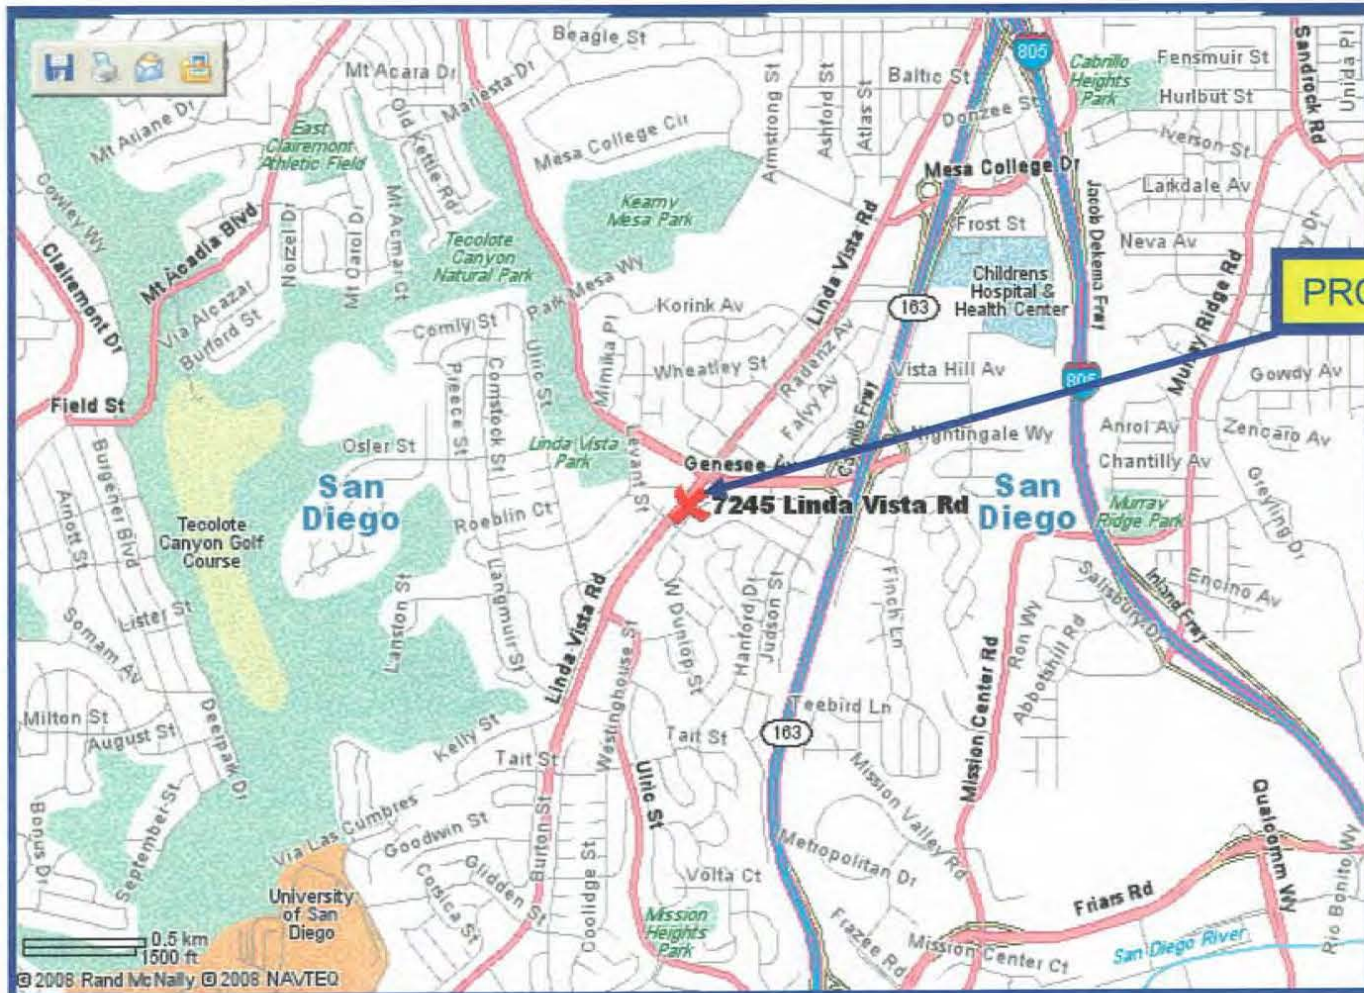 Beagle St
805
Cabrillo
Heights
Park
Fensmuir St
Sandrock Rd
Unida Pl
Mt Acara Dr
Marlesta Dr
Baltic St
Hurlbut St
Mt Ariane Dr
Old Kettle Rd
Armstrong St
Ashford St
Atlas St
Donzee St
East
Clairemont
Athletic Field
Mesa College Cir
Iverson St
Mesa College Dr
Cowley Wy
Mt Acmar Ct
Kearny
Mesa Park
Jacob Dekema Frwy
Larkdale Av
Clairemont Dr
Mt Acadia Blvd
Norzel Dr
Mt Carol Dr
Tecolote
Canyon
Natural Park
Linda Vista Rd
Frost St
Neva Av
Murray Ridge Rd
Park Mesa Wy
Childrens
Hospital &
Health Center
163
Via Alcazar
Burford St
Korink Av
PRO
Comly St
Ulric St
Mimika Pl
Radenz Av
Wheatley St
Vista Hill Av
805
Gowdy Av
Field St
Pleece St
Comstock St
Fulvy Av
Nightingale Wy
Anrol Av
Zencaro Av
Burgener Blvd
Osler St
Linda Vista
Park
Levant St
Genesee Av
Chantilly Av
San
Diego
7245 Linda Vista Rd
San
Diego
Murray
Ridge Park
Greyling Dr
Arnott St
Tecolote
Canyon Golf
Course
Roeblin Ct
Langmuir St
Inland Frwy
Lister St
Lanston St
Linda Vista Rd
W Dunlop St
Hanford Dr
Judson St
Finch Ln
Ron Wy
Abbotshill Rd
Salisbury Dr
Encino Av
Somam Av
Westinghouse St
Mission Center Rd
Milton St
August St
Deerpark Dr
Kelly St
Tait St
Tait St
Teebird Ln
163
Ulric St
Mission Valley Rd
Qualcomm Wy
Bonus Dr
September St
Via Las Cumbres
Goodwin St
Burton St
Metropolitan Dr
Glidden St
Corsica St
Coolidge St
Volta Ct
Friars Rd
Rio Bonito Wy
University
of San
Diego
Mission
Heights
Park
Frazee Rd
Mission Center Ct
San Diego River
0.5 km
1500 ft
© 2008 Rand McNally © 2008 NAVTEQ